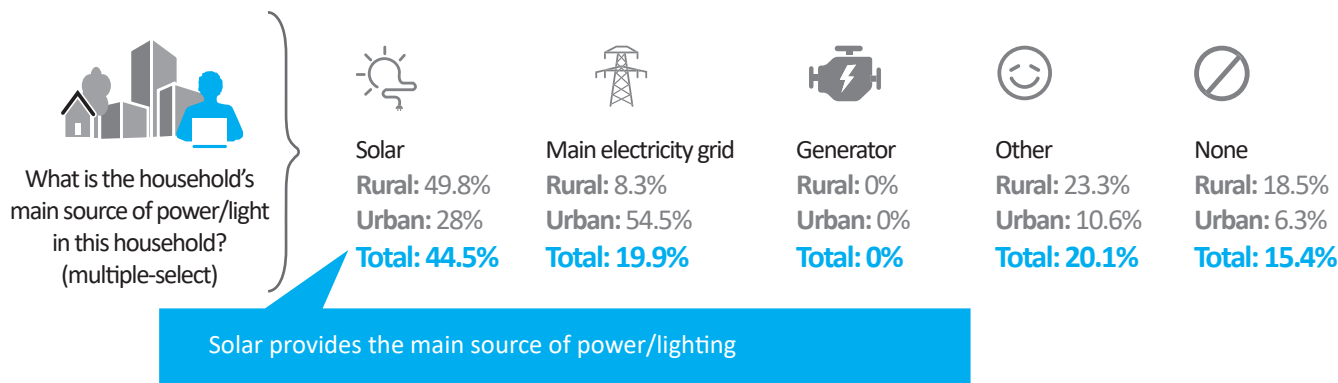 What is the household's
main source of power/light
in this household?
(multiple-select)
Solar
Rural: 49.8%
Urban: 28%
Total: 44.5%
Main electricity grid
Rural: 8.3%
Urban: 54.5%
Total: 19.9%
Generator
Rural: 0%
Urban: 0%
Total: 0%
Other
Rural: 23.3%
Urban: 10.6%
Total: 20.1%
None
Rural: 18.5%
Urban: 6.3%
Total: 15.4%
Solar provides the main source of power/lighting